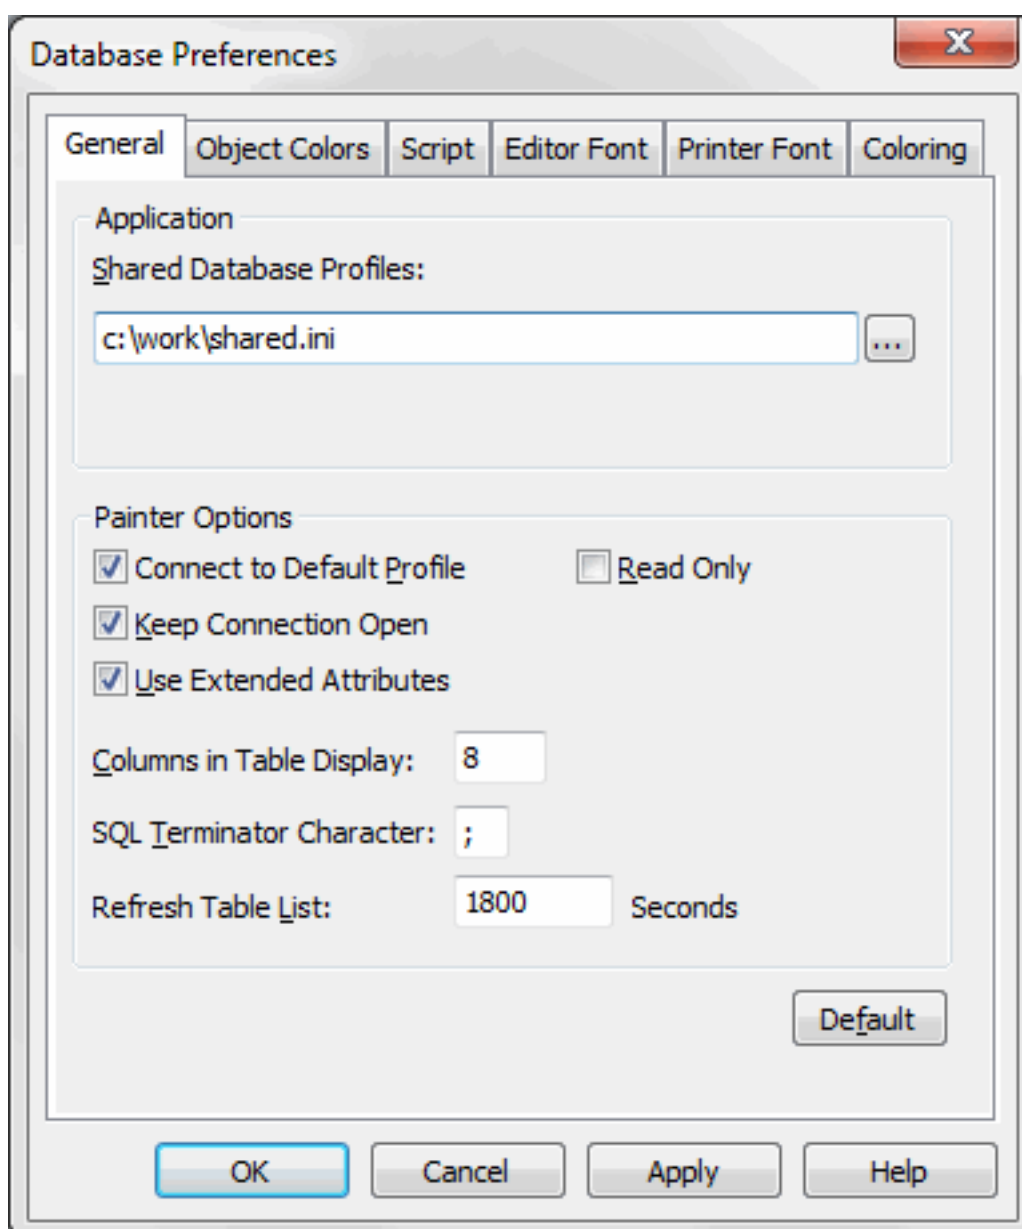 Database Preferences
General Object Colors Script Editor Font Printer Font Coloring
Application
Shared Database Profiles:
c:\work\shared.ini ...
Painter Options
Connect to Default Profile Read Only
Keep Connection Open
Use Extended Attributes
Columns in Table Display: 8
SQL Terminator Character: ;
Refresh Table List: 1800 Seconds
Default
OK Cancel Apply Help